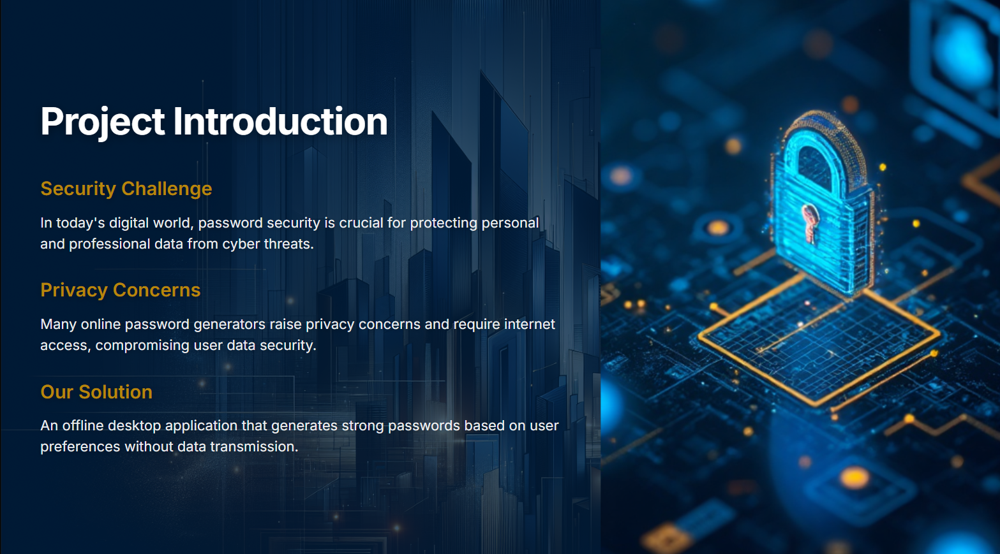 Project Introduction
Security Challenge
In today's digital world, password security is crucial for protecting personal
and professional data from cyber threats.
Privacy Concerns
Many online password generators raise privacy concerns and require internet
access, compromising user data security.
Our Solution
An offline desktop application that generates strong passwords based on user
preferences without data transmission.